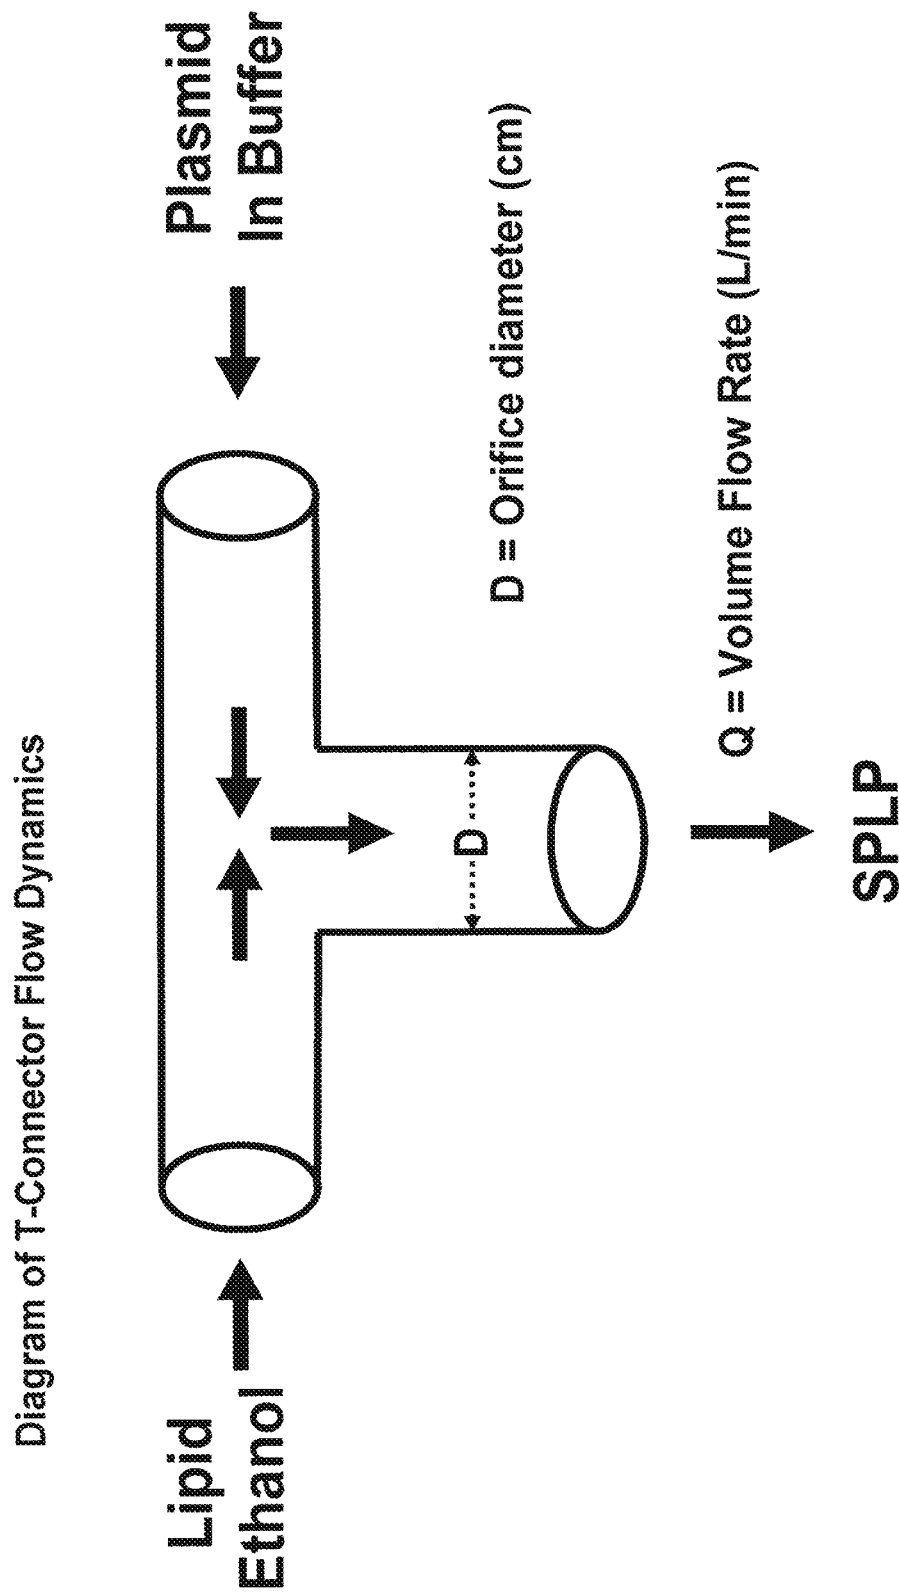 Diagram of T-Connector Flow Dynamics
Lipid
Ethanol
Plasmid
In Buffer
D
D = Orifice diameter (cm)
Q = Volume Flow Rate (L/min)
SPLP